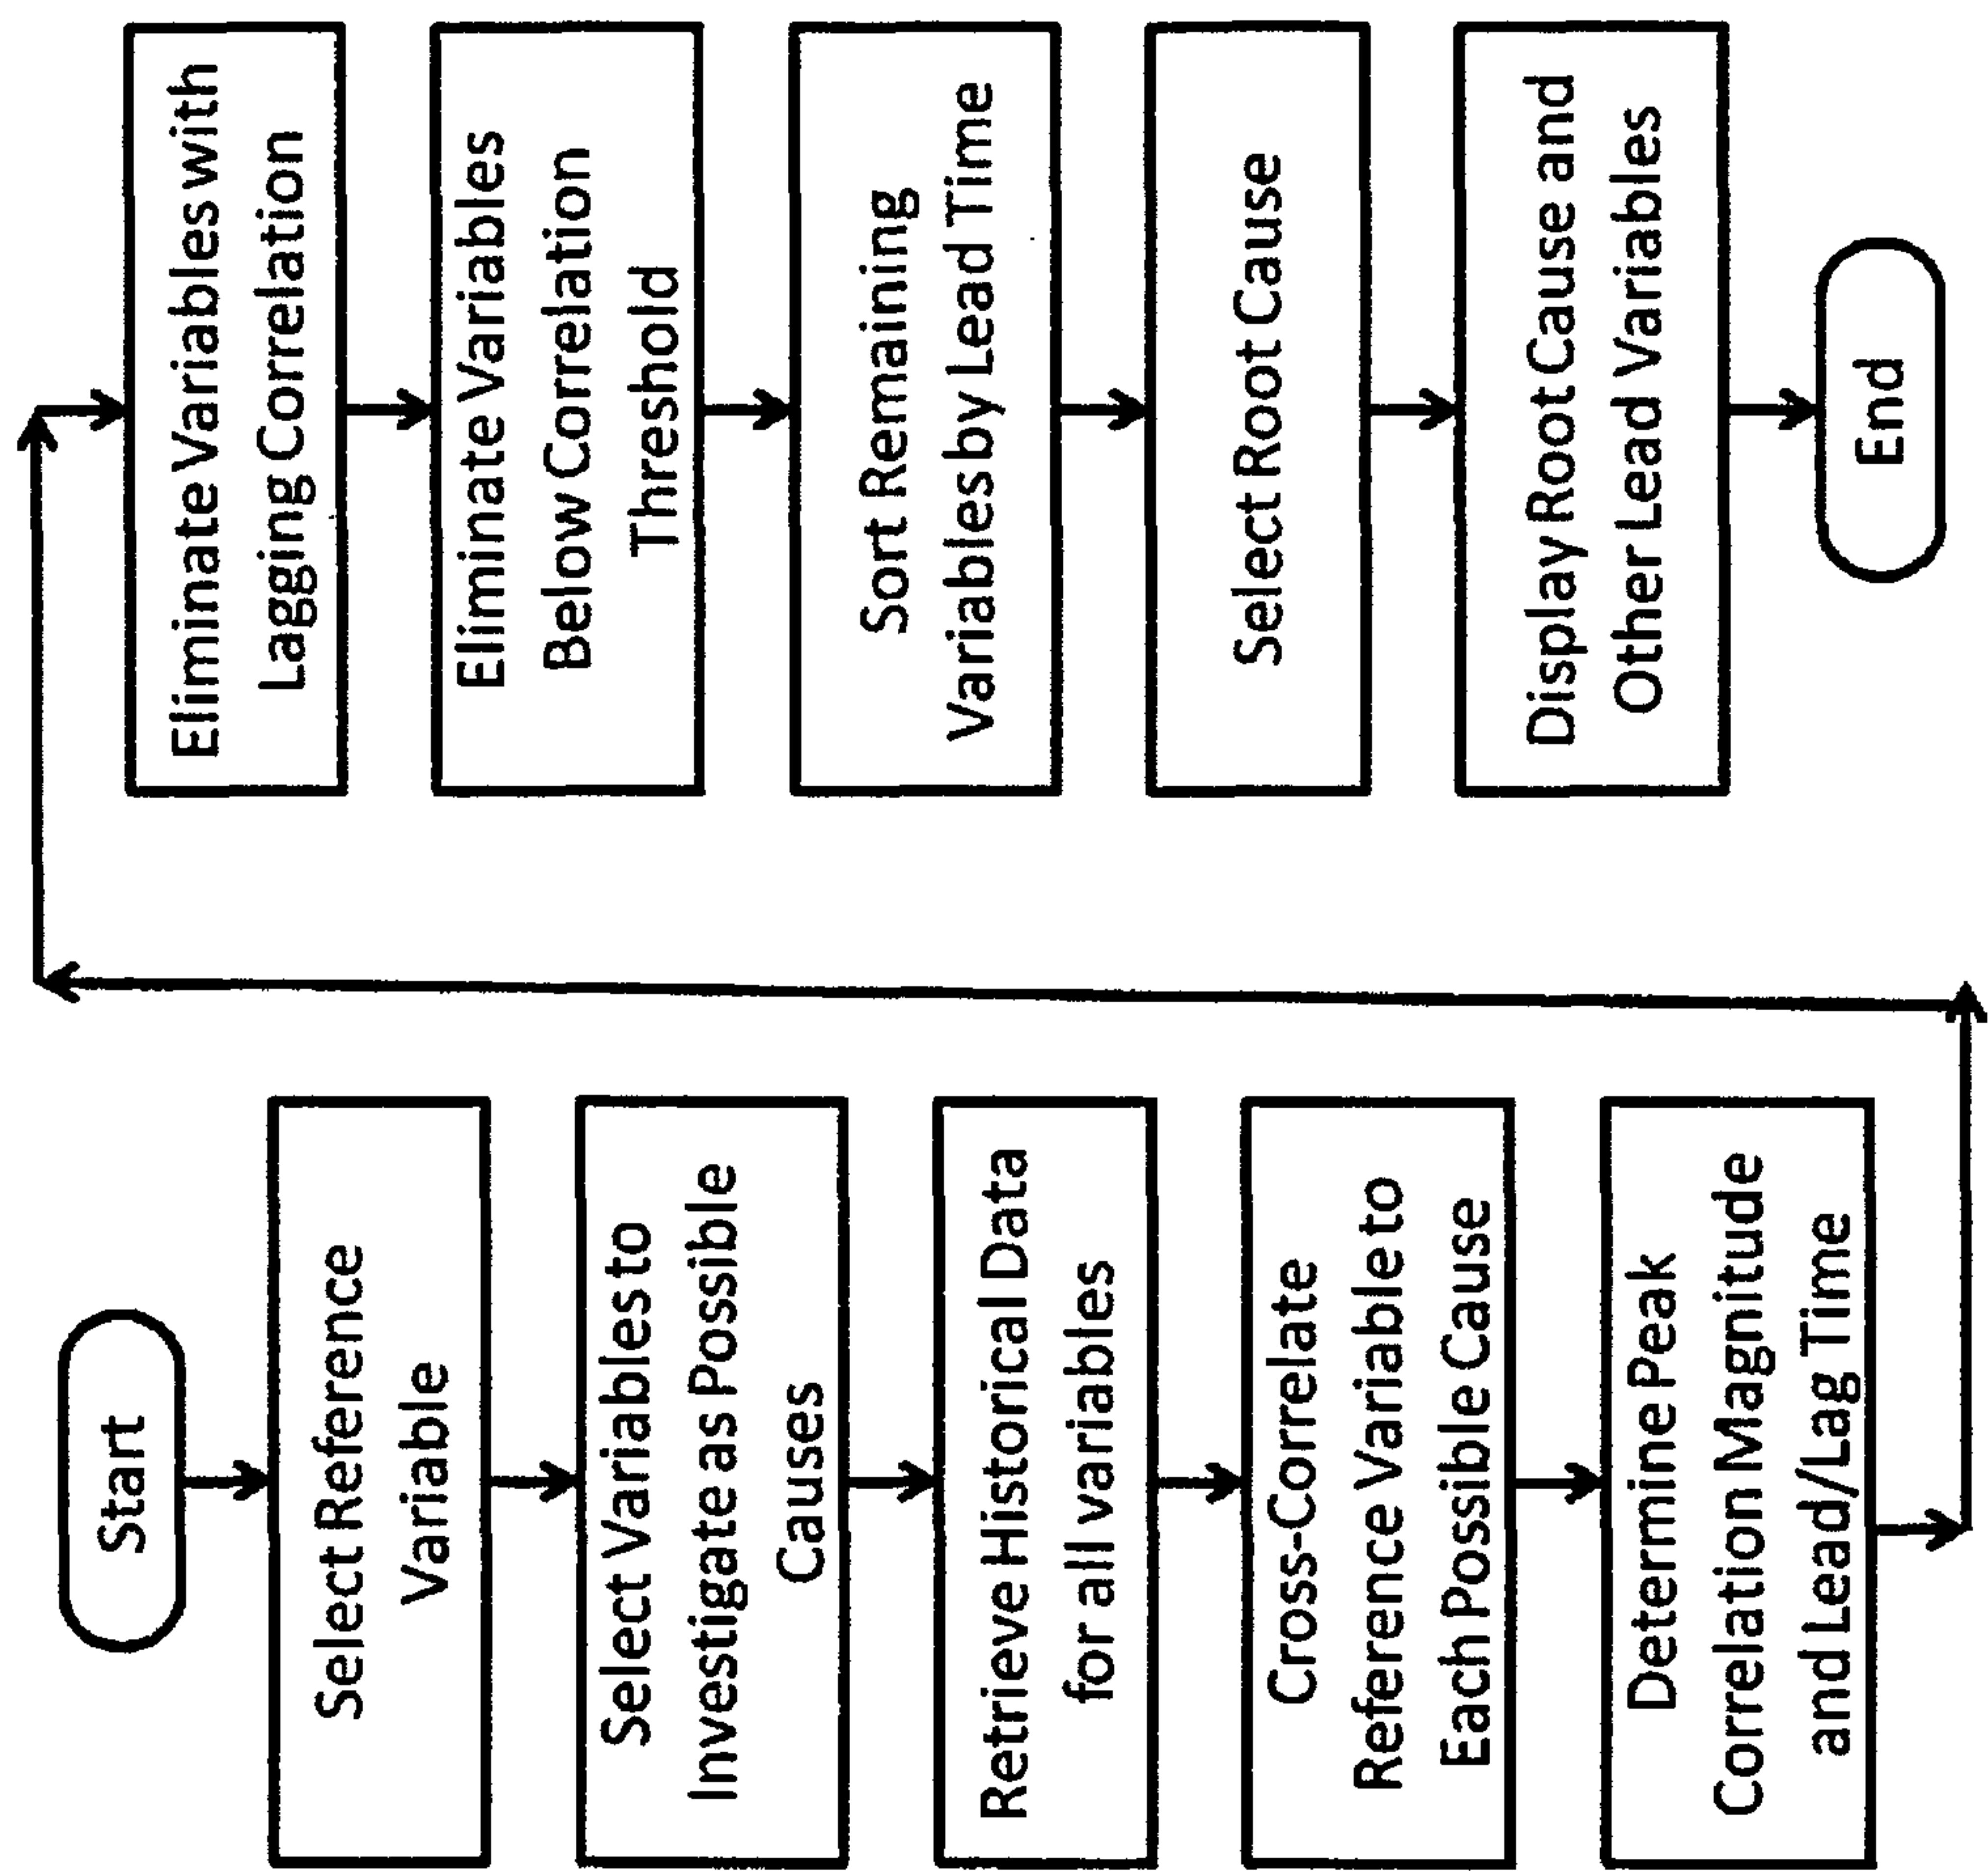 Start
Select Reference
Variable
Select Variables to
Investigate as Possible
Causes
Retrieve Historical Data
for all variables
Cross-Correlate
Reference Variable to
Each Possible Cause
Determine Peak
Correlation Magnitude
and Lead/Lag Time
Eliminate Variables with
Lagging Correlation
Eliminate Variables
Below Correlation
Threshold
Sort Remaining
Variables by Lead Time
Select Root Cause
Display Root Cause and
Other Lead Variables
End